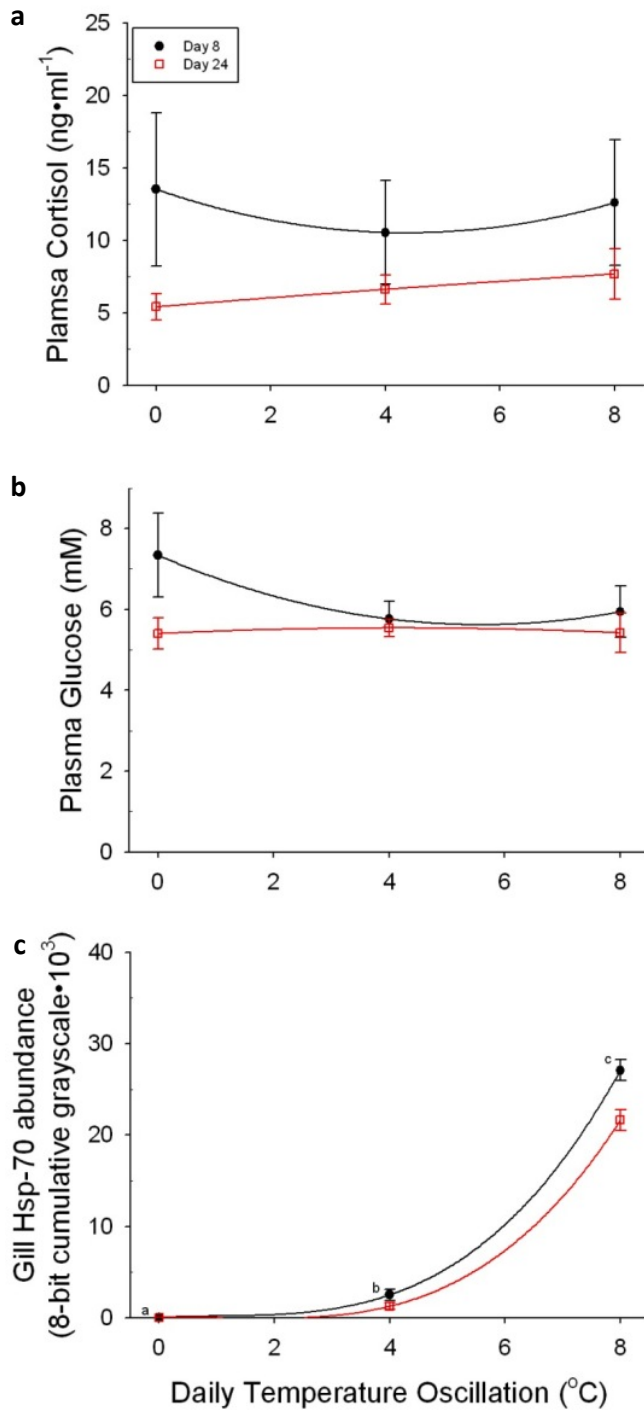 a
Plamsa Cortisol (ng•ml⁻¹)
25
20
15
10
5
0
Day 8
Day 24
0 2 4 6 8
b
Plasma Glucose (mM)
8
6
4
2
0
0 2 4 6 8
c
Gill Hsp-70 abundance
(8-bit cumulative grayscale•10³)
40
30
20
10
0
a
b
c
0 2 4 6 8
Daily Temperature Oscillation (°C)